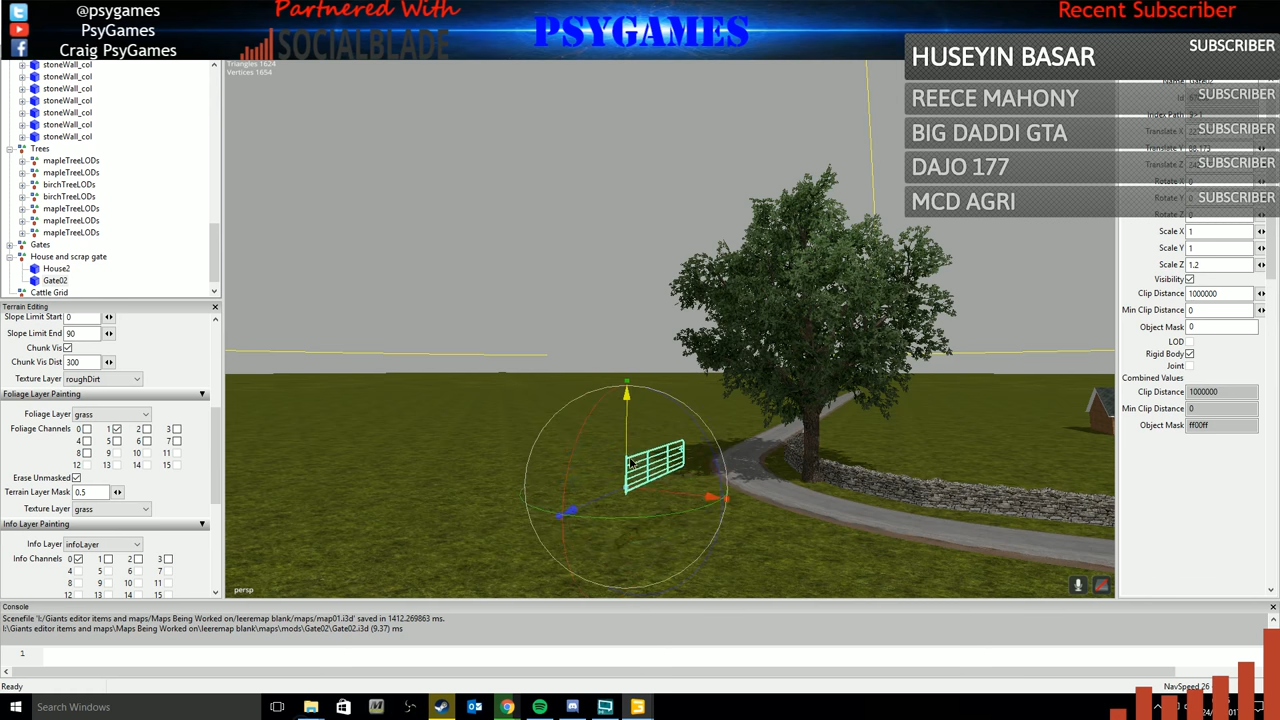 @psygames
PsyGames
Craig PsyGames
Partnered With
SOCIALBLADE
PSYGAMES
Recent Subscriber
HUSEYIN BASAR SUBSCRIBER
REECE MAHONY SUBSCRIBER
BIG DADDI GTA SUBSCRIBER
DAJO 177 SUBSCRIBER
MCD AGRI SUBSCRIBER
stoneWall_col
stoneWall_col
stoneWall_col
stoneWall_col
stoneWall_col
stoneWall_col
stoneWall_col
Trees
mapleTreeLODs
mapleTreeLODs
birchTreeLODs
birchTreeLODs
mapleTreeLODs
mapleTreeLODs
mapleTreeLODs
Gates
House and scrap gate
House2
Gate02
Cattle Grid
Terrain Editing
Slope Limit Start 0
Slope Limit End 90
Chunk Vis
Chunk Vis Dist 300
Texture Layer roughDirt
Foliage Layer Painting
Foliage Layer grass
Foliage Channels 0 1 2 3
4 5 6 7
8 9 10 11
12 13 14 15
Erase Unmasked
Terrain Layer Mask 0.5
Texture Layer grass
Info Layer Painting
Info Layer infoLayer
Info Channels 0 1 2 3
4 5 6 7
8 9 10 11
12 13 14 15
Triangles 1624
Vertices 1654
persp
Translate X
Translate Z
Rotate X
Scale X 1
Scale Y 1
Scale Z 1.2
Visibility
Clip Distance 1000000
Min Clip Distance 0
Object Mask 0
LOD
Rigid Body
Joint
Combined Values
Clip Distance 1000000
Min Clip Distance 0
Object Mask ff00ff
Console
Scenefile 'I:/Giants editor items and maps/Maps Being Worked on/leeremap blank/maps/map01.i3d' saved in 1412.269863 ms.
I:\Giants editor items and maps\Maps Being Worked on\leeremap blank\maps\mods\Gate02\Gate02.i3d (9.37) ms
1
Ready
NavSpeed 26
Search Windows